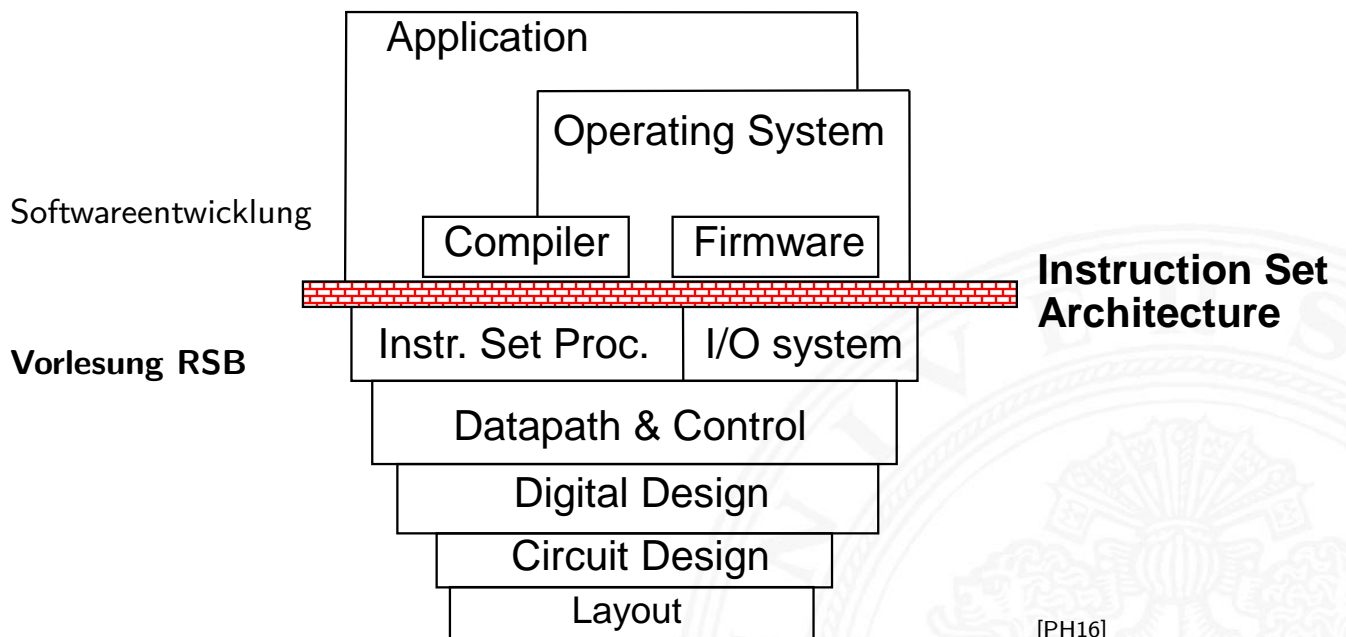 Application
Operating System
Softwareentwicklung
Compiler
Firmware
Instruction Set
Architecture
Instr. Set Proc.
I/O system
Vorlesung RSB
Datapath & Control
Digital Design
Circuit Design
Layout
[PH16]